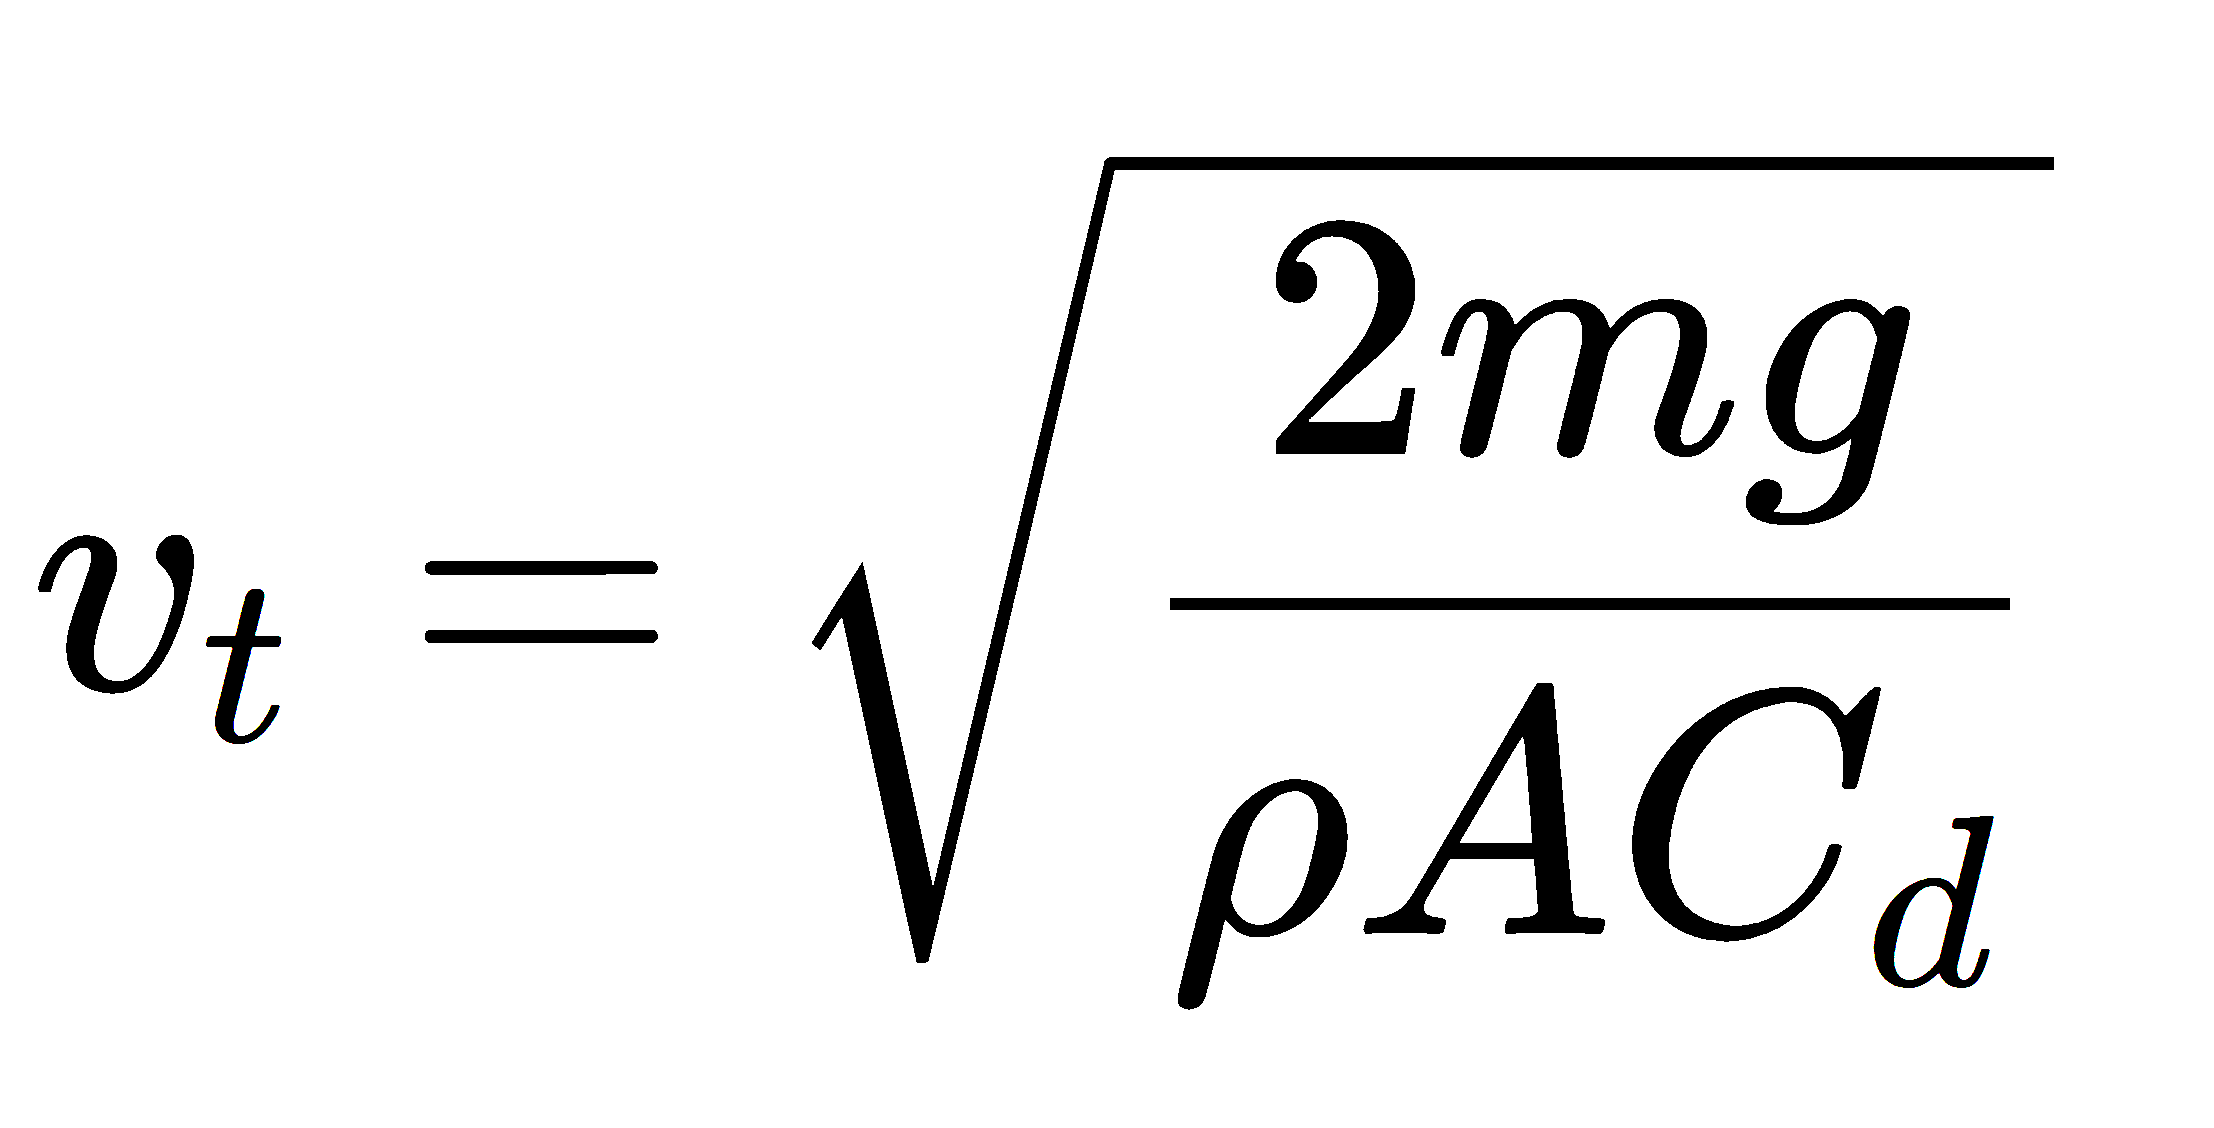 v_t = \sqrt{\frac{2mg}{\rho A C_d}}